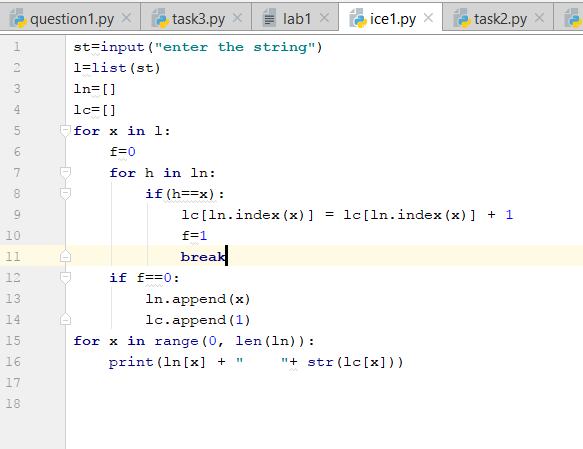 question1.py × task3.py × lab1 × ice1.py × task2.py ×
1 st=input("enter the string")
2 l=list(st)
3 ln=[]
4 lc=[]
5 for x in l:
6     f=0
7     for h in ln:
8         if(h==x):
9             lc[ln.index(x)] = lc[ln.index(x)] + 1
10             f=1
11             break
12     if f==0:
13         ln.append(x)
14         lc.append(1)
15 for x in range(0, len(ln)):
16     print(ln[x] + "    "+ str(lc[x]))
17
18